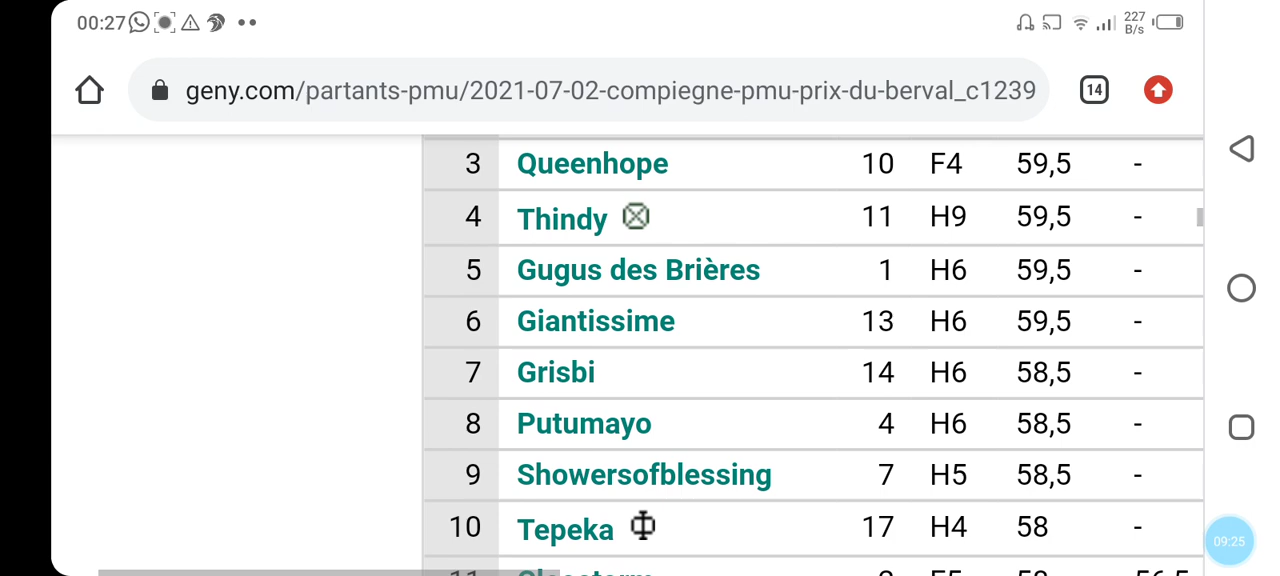 00:27
227 B/s
geny.com/partants-pmu/2021-07-02-compiegne-pmu-prix-du-berval_c1239
14
3 Queenhope 10 F4 59,5 -
4 Thindy 11 H9 59,5 -
5 Gugus des Brières 1 H6 59,5 -
6 Giantissime 13 H6 59,5 -
7 Grisbi 14 H6 58,5 -
8 Putumayo 4 H6 58,5 -
9 Showersofblessing 7 H5 58,5 -
10 Tepeka 17 H4 58 -
09:25